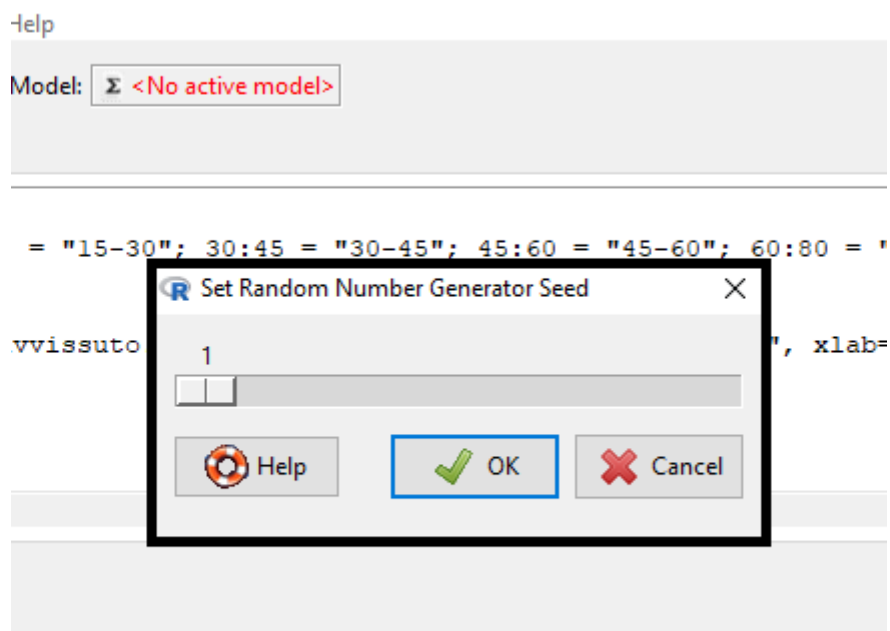 Help
Model: Σ <No active model>
= "15-30"; 30:45 = "30-45"; 45:60 = "45-60"; 60:80 = "
Set Random Number Generator Seed
vvissuto ", xlab=
1
Help OK Cancel